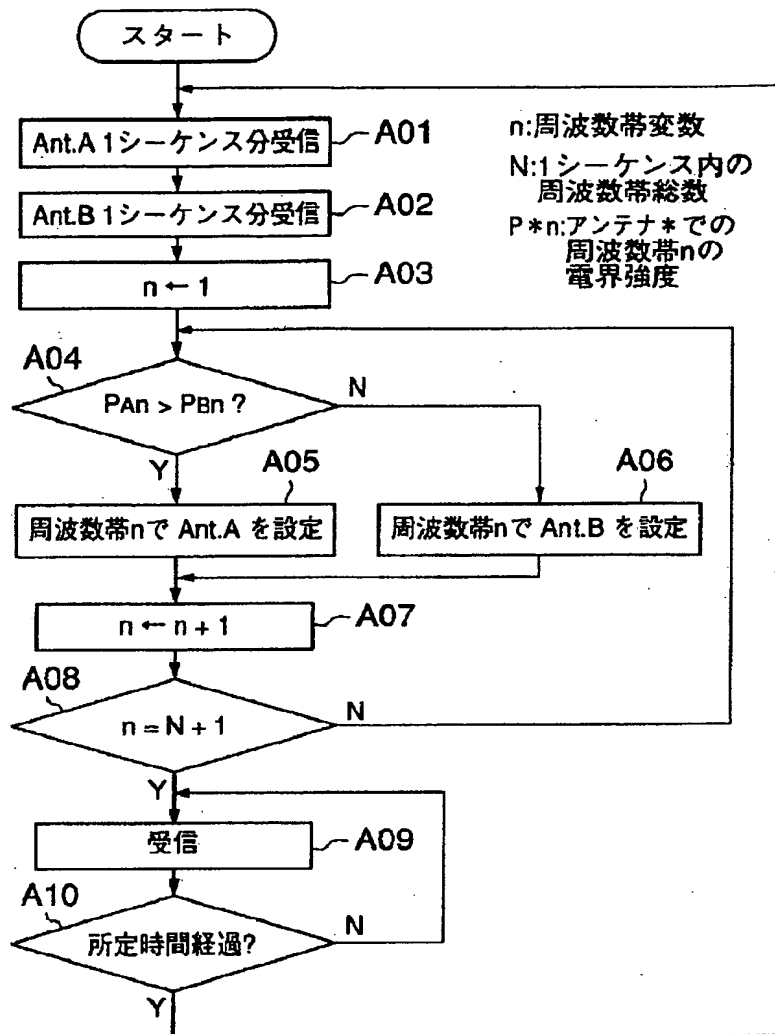 スタート
Ant.A 1シーケンス分受信
A01
n:周波数帯変数
N:1シーケンス内の
周波数帯総数
P*n:アンテナ*での
周波数帯nの
電界強度
Ant.B 1シーケンス分受信
A02
n ← 1
A03
A04
PAn > PBn ?
N
Y
A05
A06
周波数帯nで Ant.A を設定
周波数帯nで Ant.B を設定
n ← n + 1
A07
A08
n = N + 1
N
Y
受信
A09
A10
所定時間経過?
N
Y